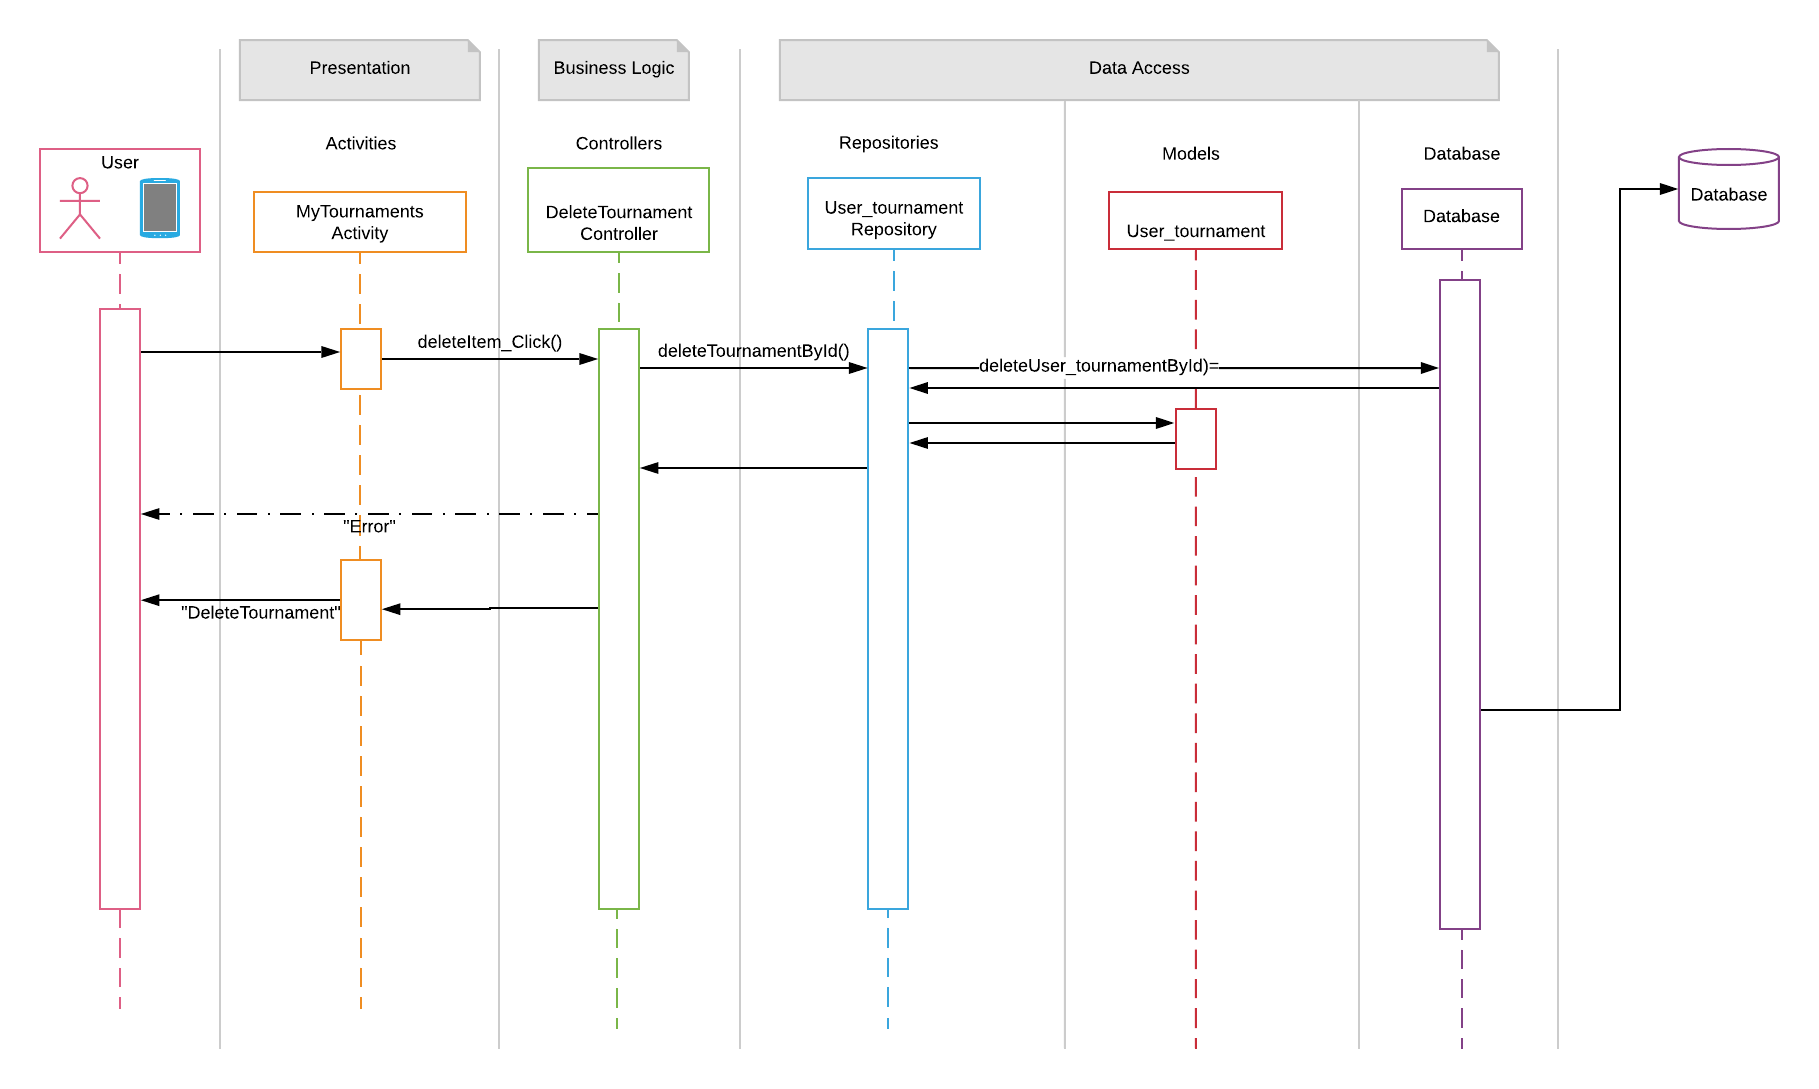 Presentation
Business Logic
Data Access
Activities
Controllers
Repositories
Models
Database
User
MyTournaments
Activity
DeleteTournament
Controller
User_tournament
Repository
User_tournament
Database
Database
deleteItem_Click()
deleteTournamentById()
deleteUser_tournamentById)=
"Error"
"DeleteTournament"